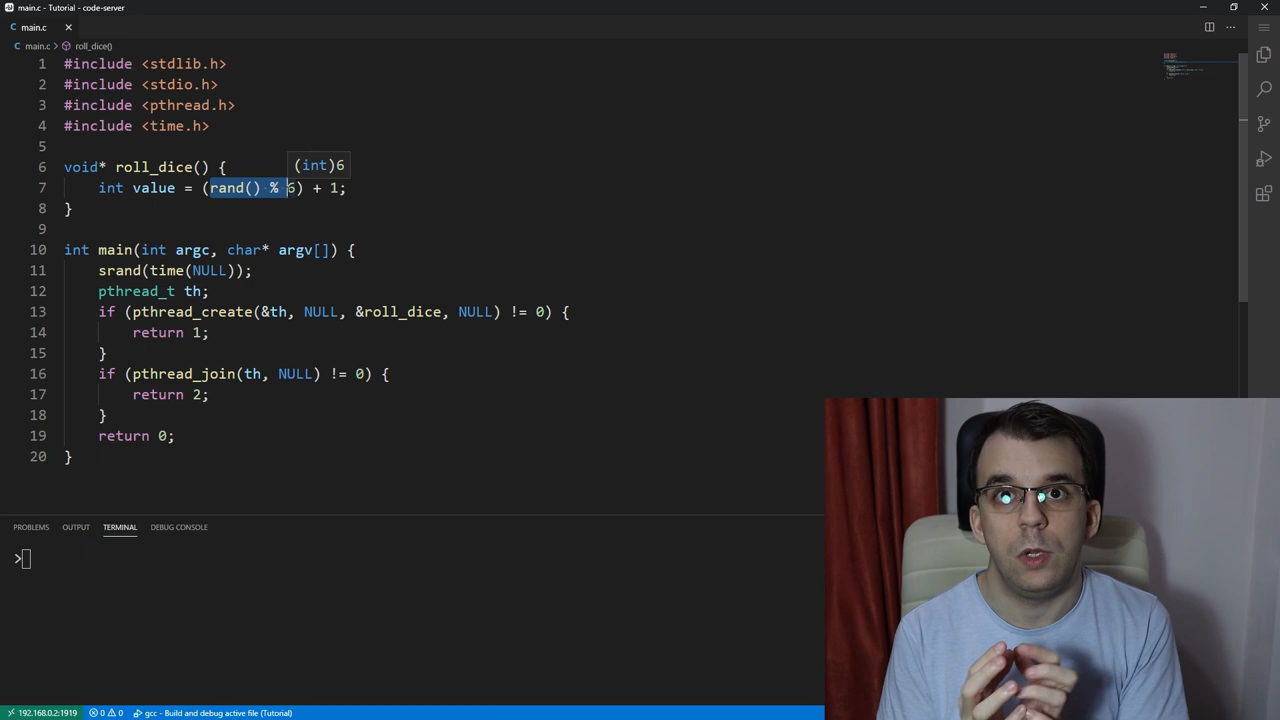 main.c - Tutorial - code-server
main.c
main.c > roll_dice()
1 #include <stdlib.h>
2 #include <stdio.h>
3 #include <pthread.h>
4 #include <time.h>
5
(int)6
6 void* roll_dice() {
7 int value = (rand() % 6) + 1;
8 }
9
10 int main(int argc, char* argv[]) {
11 srand(time(NULL));
12 pthread_t th;
13 if (pthread_create(&th, NULL, &roll_dice, NULL) != 0) {
14 return 1;
15 }
16 if (pthread_join(th, NULL) != 0) {
17 return 2;
18 }
19 return 0;
20 }
PROBLEMS OUTPUT TERMINAL DEBUG CONSOLE
>
192.168.0.2:1919 0 0 gcc - Build and debug active file (Tutorial)